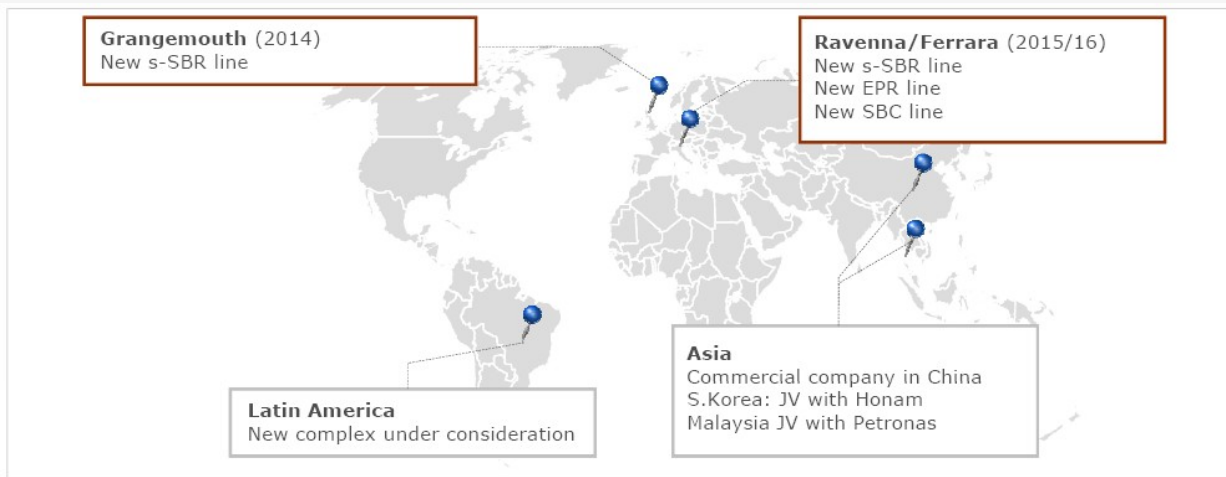 Grangemouth (2014)
New s-SBR line
Ravenna/Ferrara (2015/16)
New s-SBR line
New EPR line
New SBC line
Latin America
New complex under consideration
Asia
Commercial company in China
S.Korea: JV with Honam
Malaysia JV with Petronas